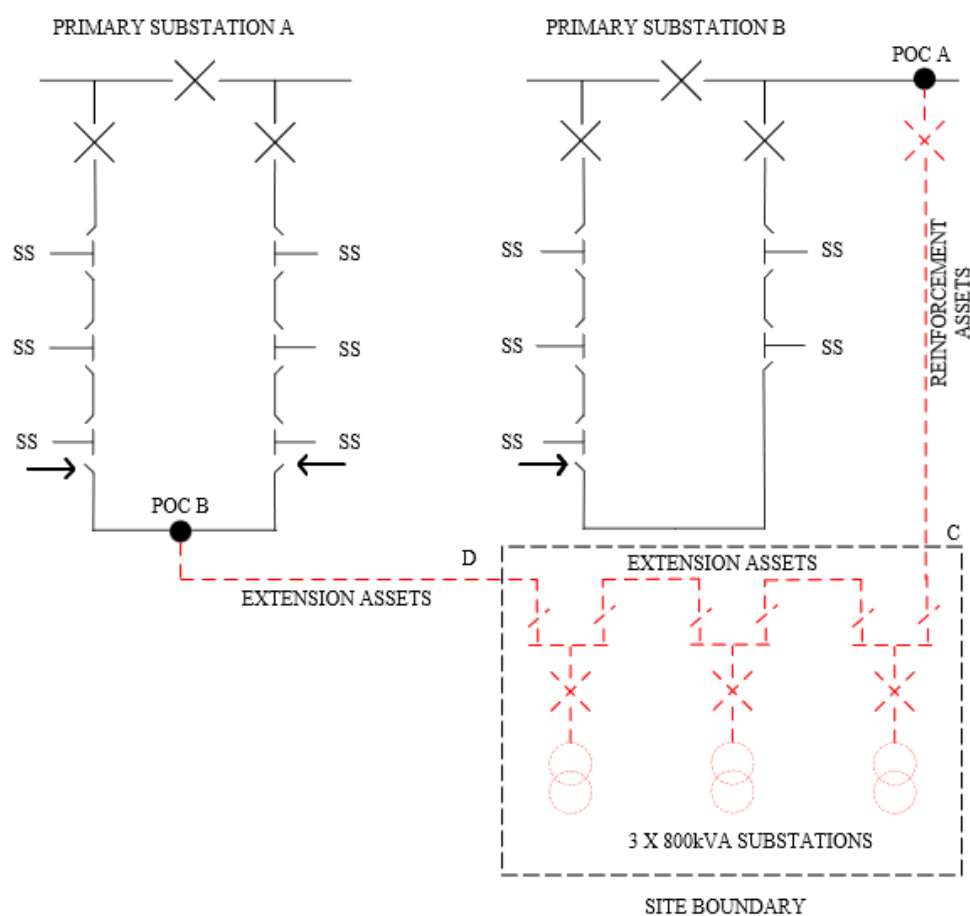 PRIMARY SUBSTATION A
PRIMARY SUBSTATION B
POC A
SS
SS
SS
SS
SS
SS
SS
SS
SS
SS
SS
REINFORCEMENT
ASSETS
POC B
C
D
EXTENSION ASSETS
EXTENSION ASSETS
3 X 800kVA SUBSTATIONS
SITE BOUNDARY